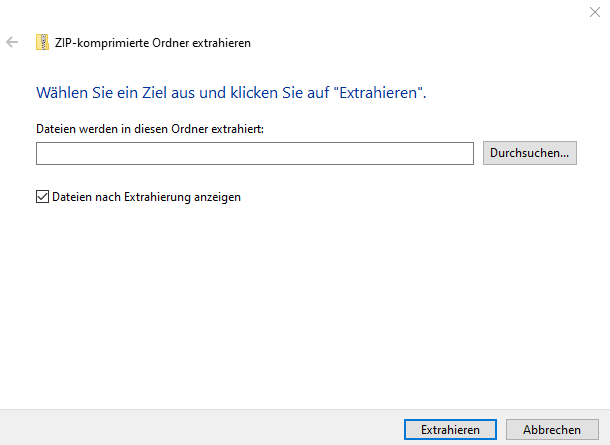 ZIP-komprimierte Ordner extrahieren
Wählen Sie ein Ziel aus und klicken Sie auf "Extrahieren".
Dateien werden in diesen Ordner extrahiert:
Durchsuchen...
Dateien nach Extrahierung anzeigen
Extrahieren
Abbrechen